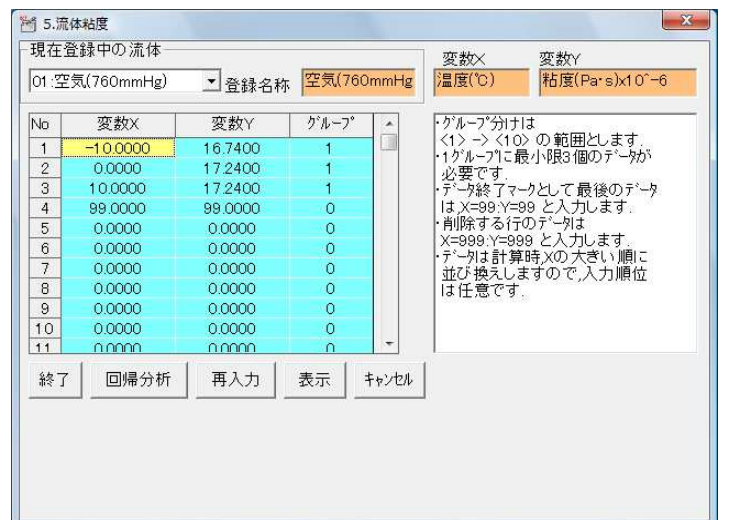 5.流体粘度
現在登録中の流体
01:空気(760mmHg)
登録名称
空気(760mmHg
変数X
変数Y
温度(℃)
粘度(Pa・s)x10^-6
No 変数X 変数Y グループ
1 -10.0000 16.7400 1
2 0.0000 17.2400 1
3 10.0000 17.2400 1
4 99.0000 99.0000 0
5 0.0000 0.0000 0
6 0.0000 0.0000 0
7 0.0000 0.0000 0
8 0.0000 0.0000 0
9 0.0000 0.0000 0
10 0.0000 0.0000 0
11 0.0000 0.0000 0
・グループ分けは
<1> -> <10> の範囲とします.
・1グループに最小限3個のデータが
必要です.
・データ終了マークとして最後のデータ
は,X=99:Y=99 と入力します.
・削除する行のデータは
X=999:Y=999 と入力します.
・データは計算時,Xの大きい順に
並び換えしますので,入力順位
は任意です.
終了
回帰分析
再入力
表示
キャンセル